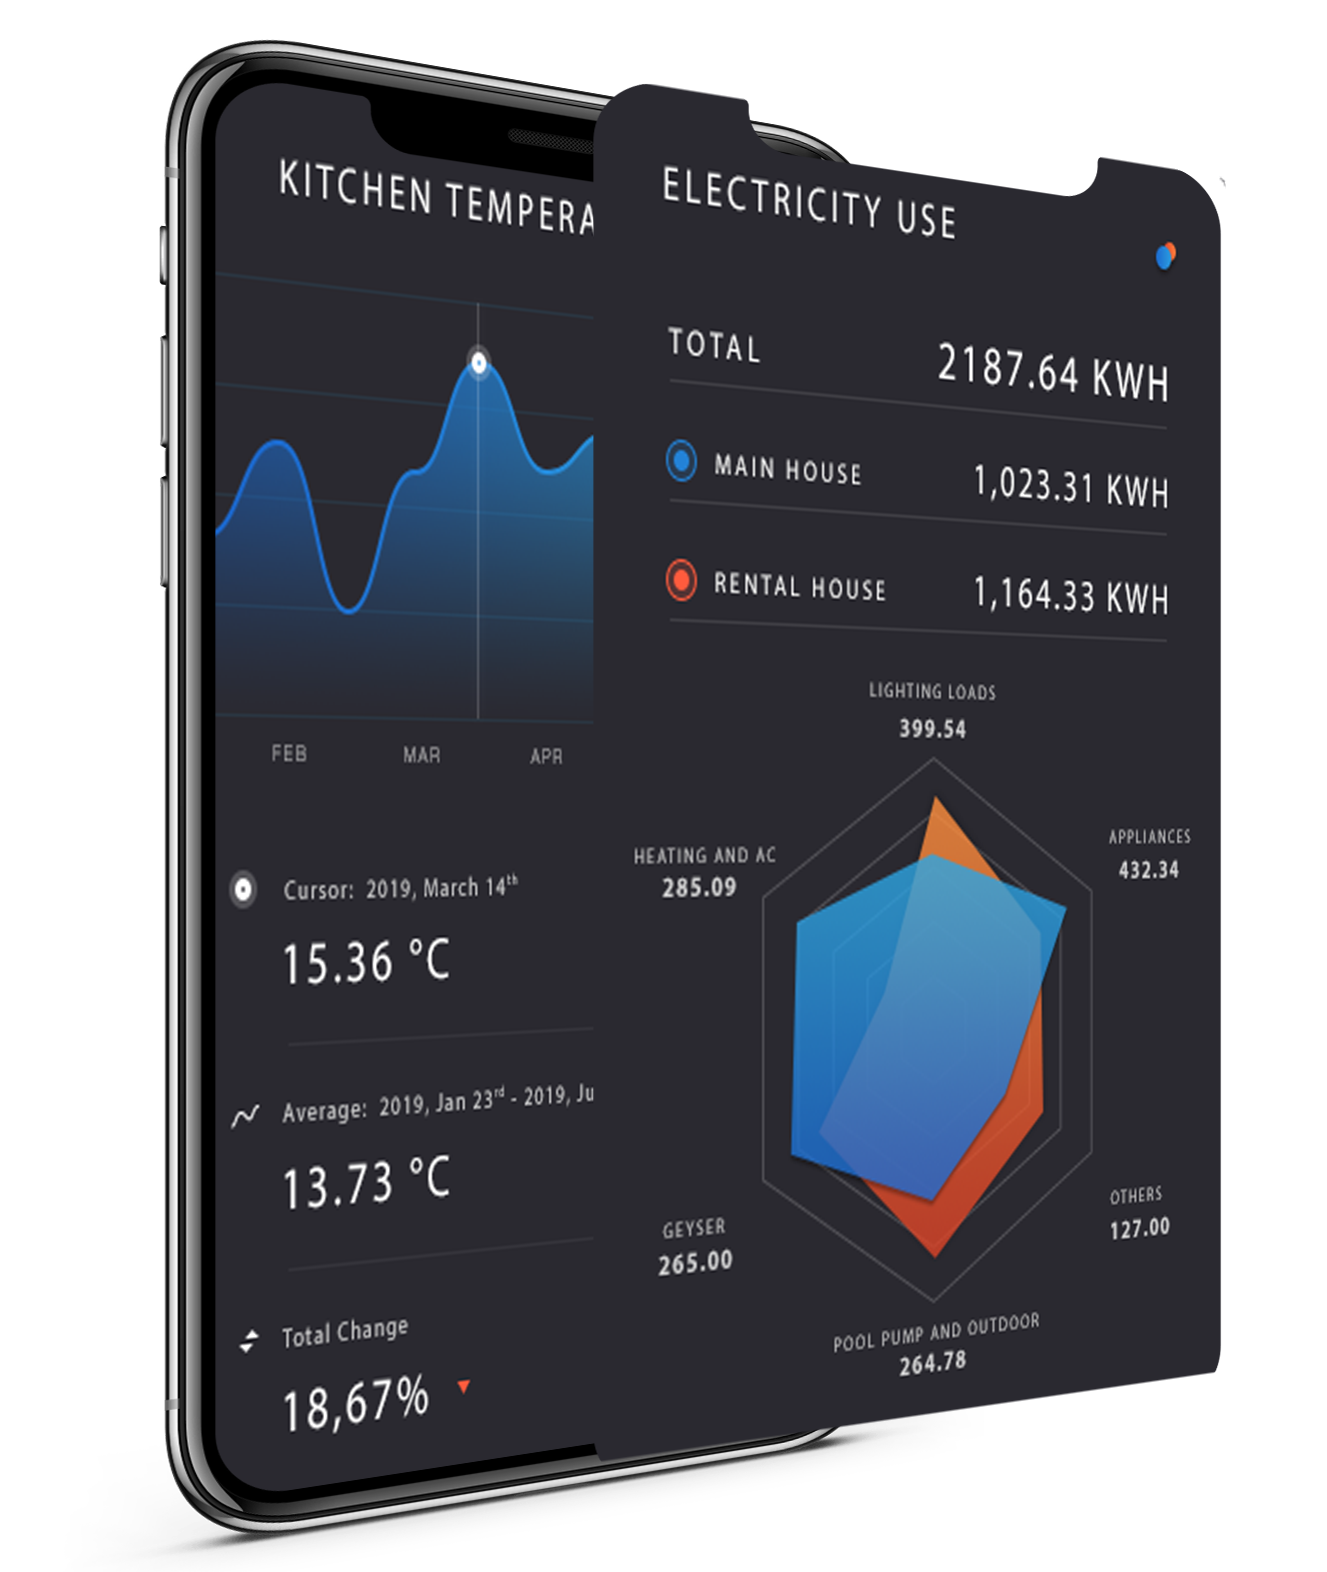 KITCHEN TEMPERA
FEB MAR APR
Cursor: 2019, March 14th
15.36 °C
Average: 2019, Jan 23rd - 2019, Ju
13.73 °C
Total Change
18,67%
ELECTRICITY USE
TOTAL 2187.64 KWH
MAIN HOUSE 1,023.31 KWH
RENTAL HOUSE 1,164.33 KWH
LIGHTING LOADS
399.54
APPLIANCES
432.34
HEATING AND AC
285.09
OTHERS
127.00
GEYSER
265.00
POOL PUMP AND OUTDOOR
264.78